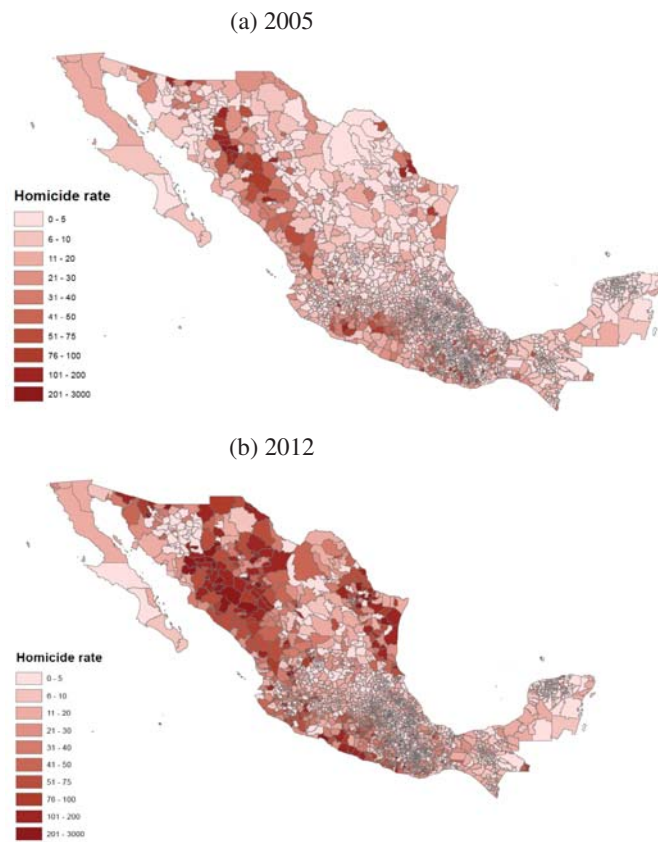 (a) 2005
Homicide rate
0 - 5
6 - 10
11 - 20
21 - 30
31 - 40
41 - 50
51 - 75
76 - 100
101 - 200
201 - 3000
(b) 2012
Homicide rate
0 - 5
6 - 10
11 - 20
21 - 30
31 - 40
41 - 50
51 - 75
76 - 100
101 - 200
201 - 3000